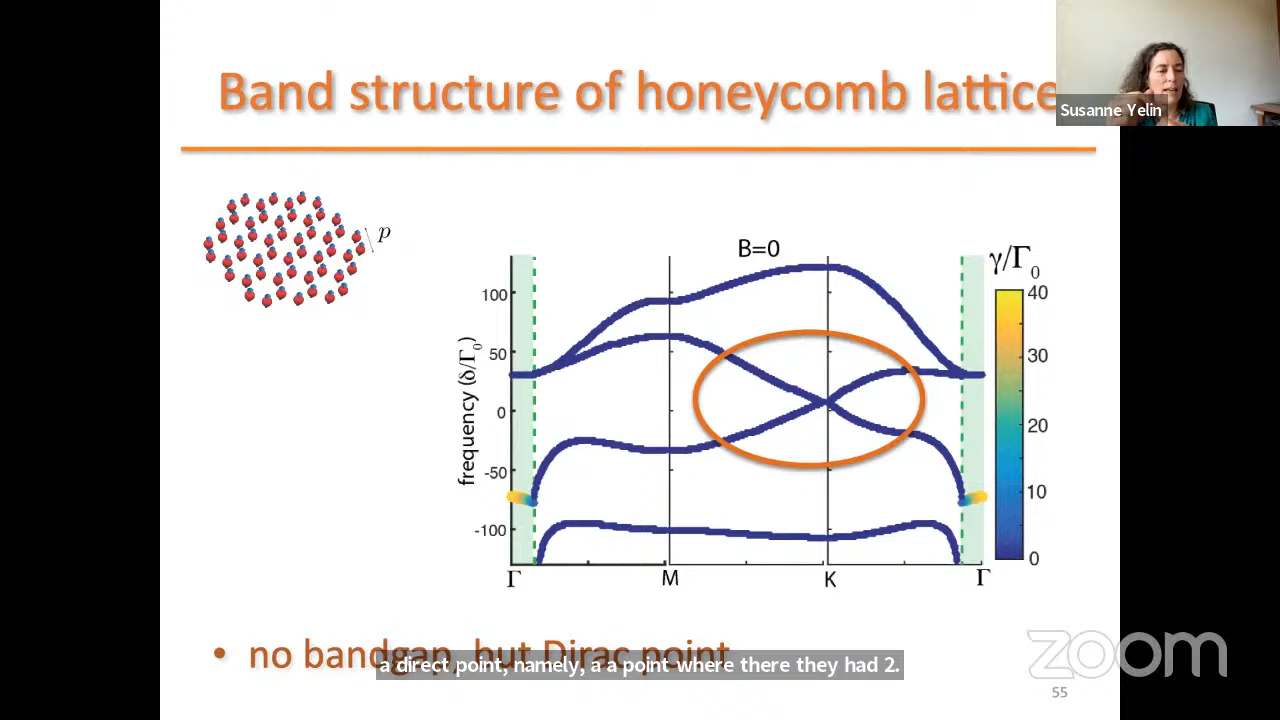 Band structure of honeycomb lattice
Susanne Yelin
p
B=0
γ/Γ0
frequency (δ/Γ0)
100
50
0
-50
-100
Γ
M
K
Γ
40
30
20
10
0
• no bandgap, but Dirac point
a direct point, namely, a a point where there they had 2.
zoom
55